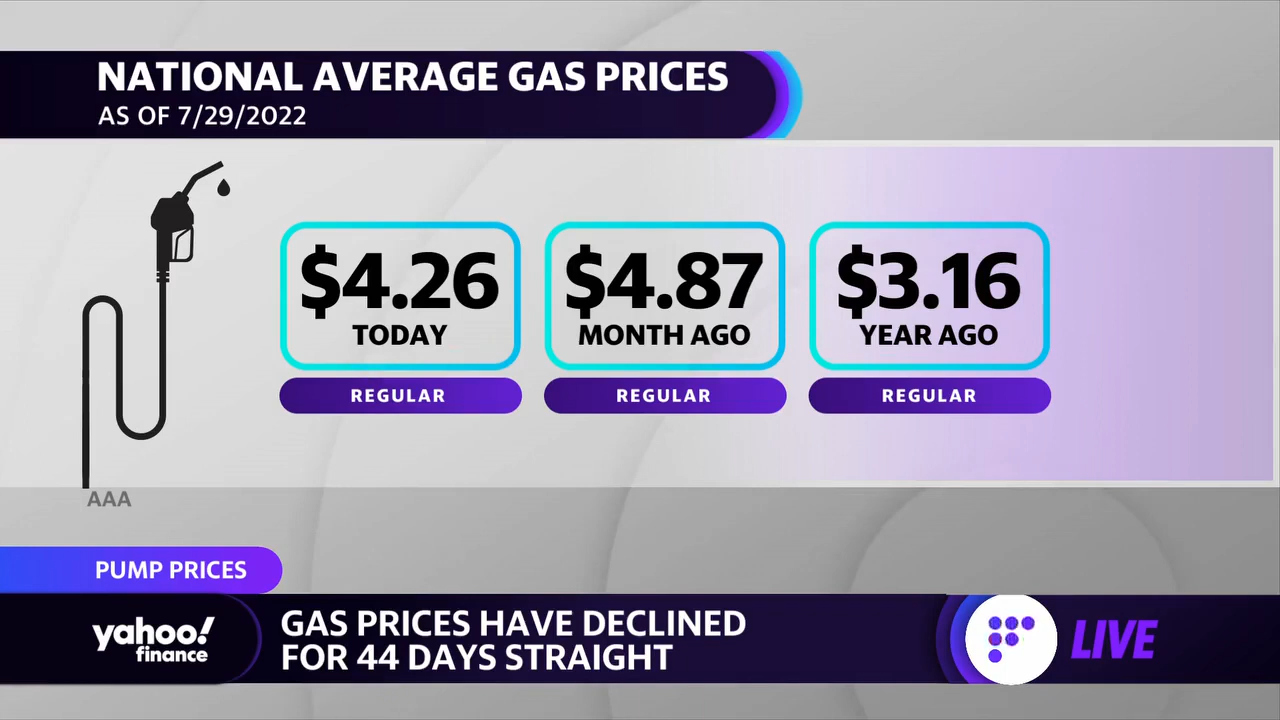 NATIONAL AVERAGE GAS PRICES
AS OF 7/29/2022
$4.26
TODAY
REGULAR
$4.87
MONTH AGO
REGULAR
$3.16
YEAR AGO
REGULAR
AAA
PUMP PRICES
yahoo!
finance
GAS PRICES HAVE DECLINED
FOR 44 DAYS STRAIGHT
LIVE